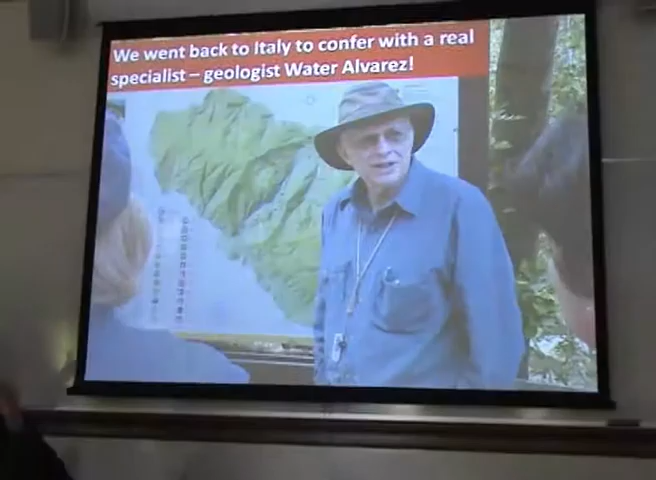 We went back to Italy to confer with a real
specialist – geologist Water Alvarez!